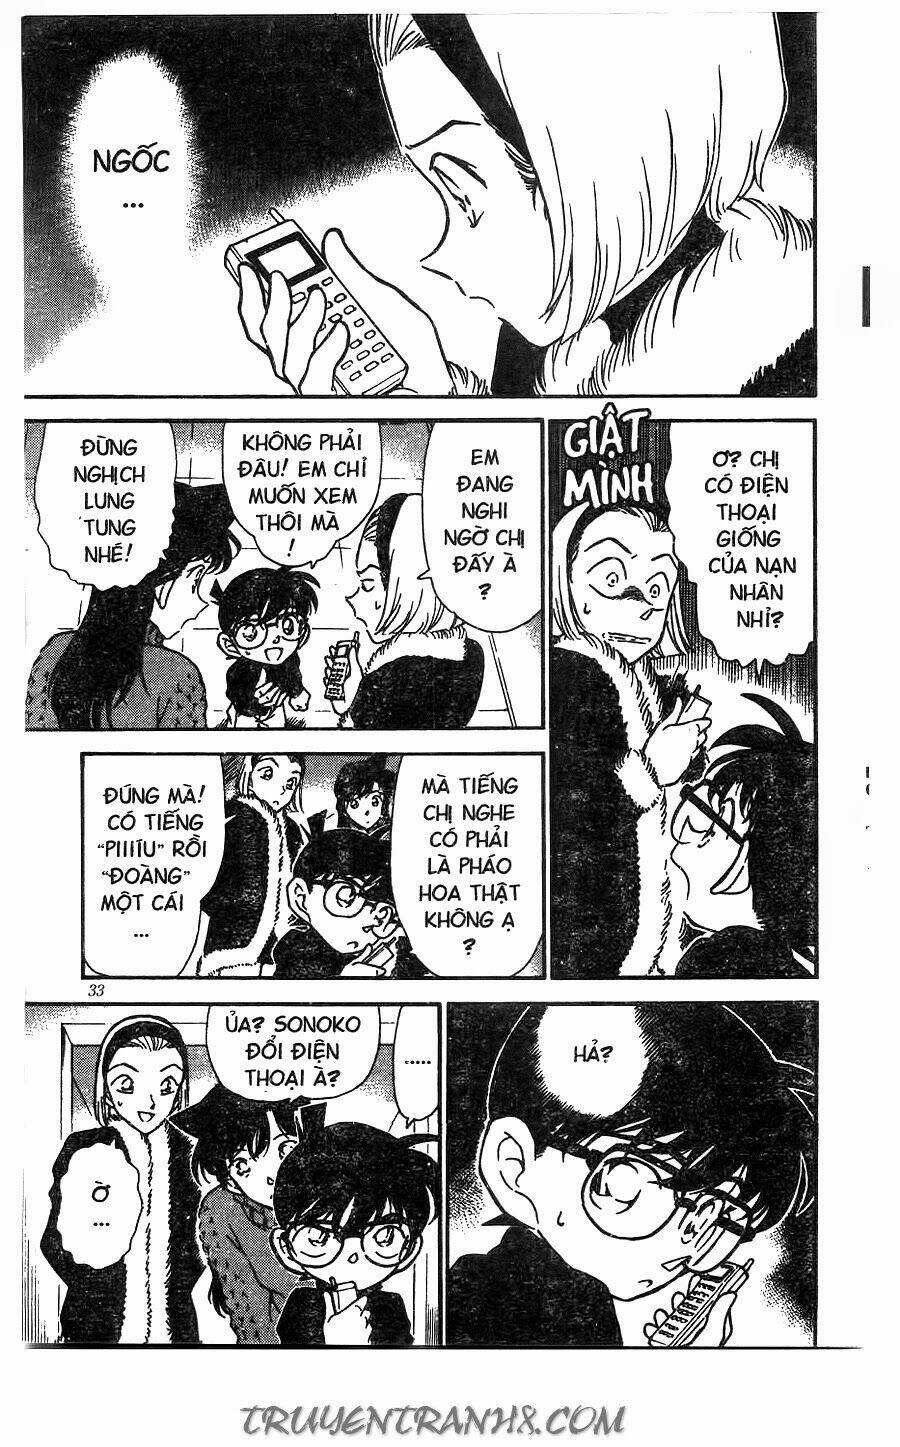 NGỐC
...
GIẬT
MÌNH
Ơ? CHỊ
CÓ ĐIỆN
THOẠI
GIỐNG
CỦA NẠN
NHÂN
NHỈ?
EM
ĐANG
NGHI
NGỜ CHỊ
ĐẤY À
?
KHÔNG PHẢI
ĐÂU! EM CHỈ
MUỐN XEM
THÔI MÀ
!
ĐỪNG
NGHỊCH
LUNG
TUNG
NHÉ!
MÀ TIẾNG
CHỊ NGHE
CÓ PHẢI
LÀ PHÁO
HOA THẬT
KHÔNG Ạ
?
ĐÚNG MÀ!
CÓ TIẾNG
“PIIIÍU” RỒI
“ĐOÀNG”
MỘT CÁI
...
33
HẢ?
.....
ỦA? SONOKO
ĐỔI ĐIỆN
THOẠI À?
Ờ
...
TRUYENTRANH8.COM